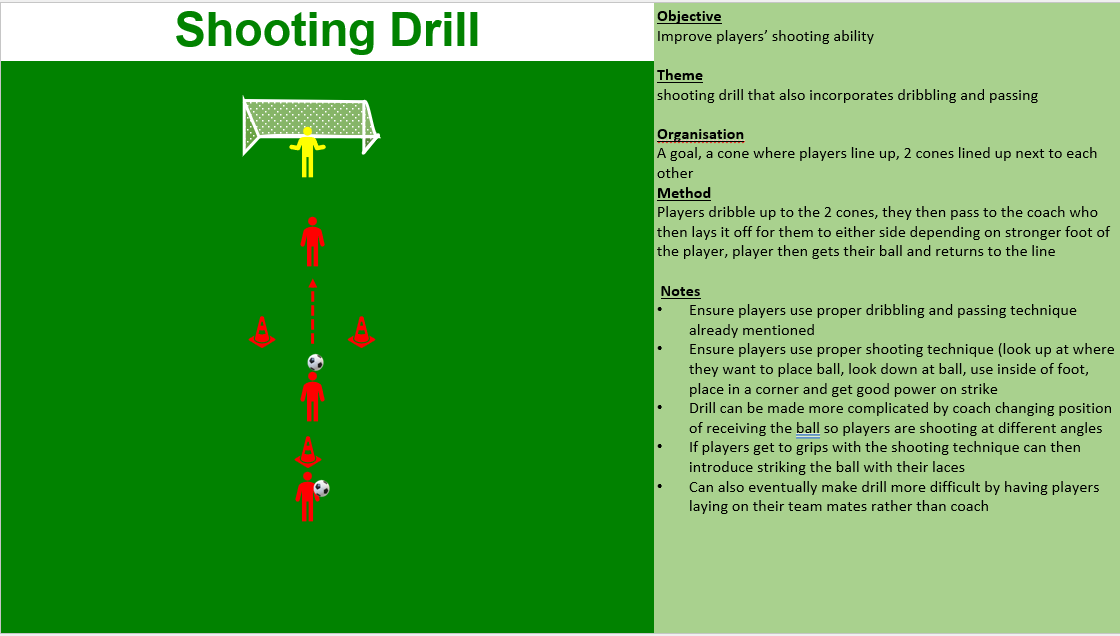 Shooting Drill
Objective
Improve players’ shooting ability
Theme
shooting drill that also incorporates dribbling and passing
Organisation
A goal, a cone where players line up, 2 cones lined up next to each
other
Method
Players dribble up to the 2 cones, they then pass to the coach who
then lays it off for them to either side depending on stronger foot of
the player, player then gets their ball and returns to the line
Notes
• Ensure players use proper dribbling and passing technique
already mentioned
• Ensure players use proper shooting technique (look up at where
they want to place ball, look down at ball, use inside of foot,
place in a corner and get good power on strike
• Drill can be made more complicated by coach changing position
of receiving the ball so players are shooting at different angles
• If players get to grips with the shooting technique can then
introduce striking the ball with their laces
• Can also eventually make drill more difficult by having players
laying on their team mates rather than coach